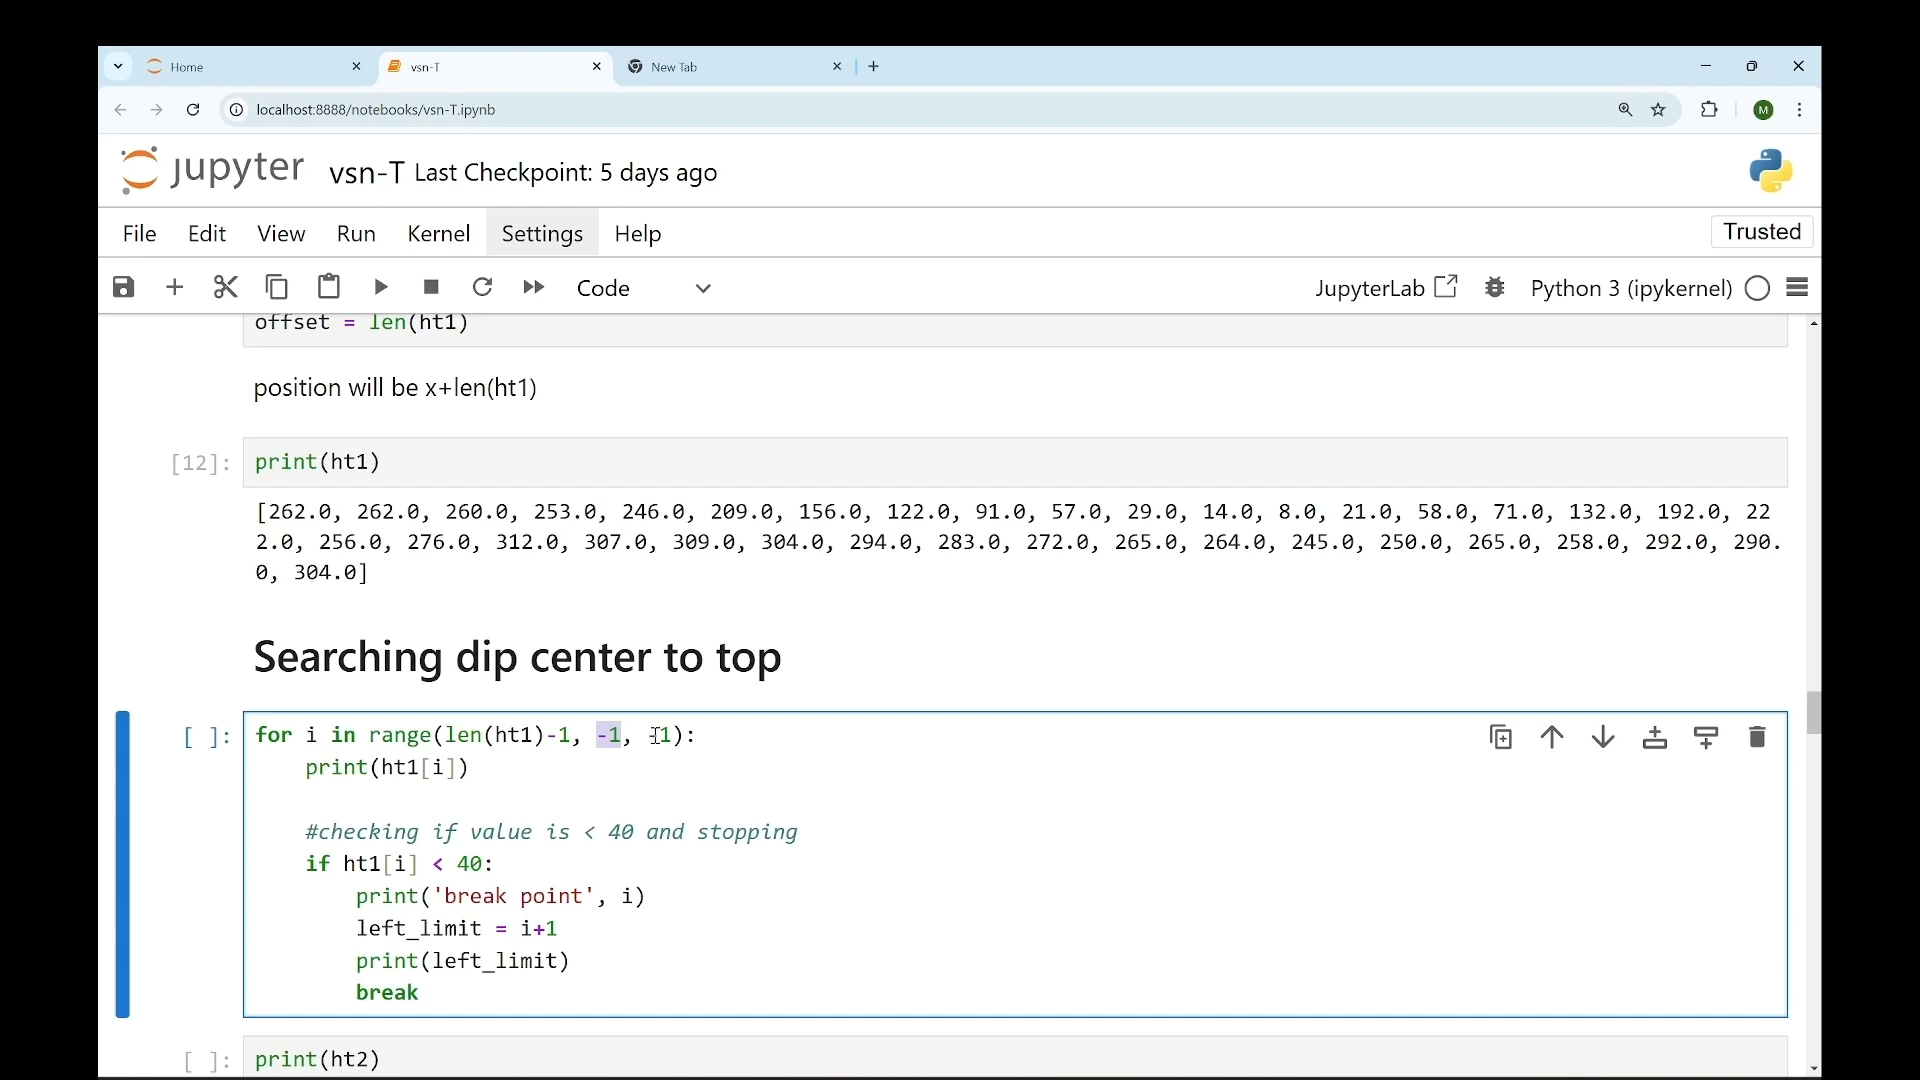 Home
vsn-T
New Tab
localhost:8888/notebooks/vsn-T.ipynb
M
jupyter vsn-T Last Checkpoint: 5 days ago
File Edit View Run Kernel Settings Help
Trusted
Code
JupyterLab
Python 3 (ipykernel)
offset = len(ht1)
position will be x+len(ht1)
[12]: print(ht1)
[262.0, 262.0, 260.0, 253.0, 246.0, 209.0, 156.0, 122.0, 91.0, 57.0, 29.0, 14.0, 8.0, 21.0, 58.0, 71.0, 132.0, 192.0, 22
2.0, 256.0, 276.0, 312.0, 307.0, 309.0, 304.0, 294.0, 283.0, 272.0, 265.0, 264.0, 245.0, 250.0, 265.0, 258.0, 292.0, 290.
0, 304.0]
Searching dip center to top
[ ]: for i in range(len(ht1)-1, -1, -1):
print(ht1[i])
#checking if value is < 40 and stopping
if ht1[i] < 40:
print('break point', i)
left_limit = i+1
print(left_limit)
break
[ ]: print(ht2)